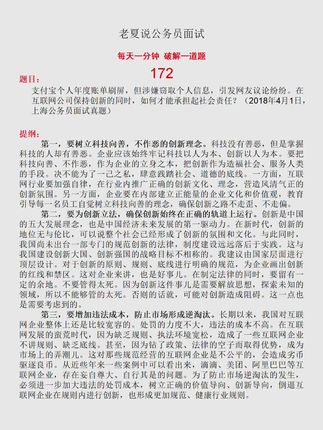 老夏说公务员面试
每天一分钟 破解一道题
172
题目：
支付宝个人年度账单刷屏，但涉嫌窃取个人信息，引发网友议论纷纷。在
互联网公司保持创新的同时，如何才能承担起社会责任？（2018年4月1日，
上海公务员面试真题）
提纲：
第一，要树立科技向善，不作恶的创新理念，科技没有善恶，但是掌握
科技的人却有善恶。企业应该始终牢记科技以人为本、创新以人为本。要把
科技向善、不作恶，作为企业的立身之本，把创新作为造福社会、服务人类
的手段。决不能为了一己之私，肆意践踏社会、道德的底线。一方面，互联
网行业要加强自律，在行业内推广正确的创新文化、理念，营造风清气正的
创新氛围。另一方面，企业要在内部建立正能量的企业文化和价值观，教育
引导每一名员工自觉树立科技向善的理念，确保创新之路不走歪、不走偏。
第二，要为创新立法，确保创新始终在正确的轨道上运行。创新是中国
的五大发展理念，也是中国经济未来发展的第一驱动力。在新时代，创新的
地位无与伦比，可以说整个社会已经形成了创新的氛围和文化。与此同时，
我国尚未出台一部专门的规范创新的法律，制度建设远远落后于实践。这与
我国建设创新大国、创新强国的战略目标不相称的。我建议由国家层面进行
顶层设计。对于创新的原则、规则、底线进行明确的规范，为企业画出创新
的红线和禁区。这对企业来讲，也是好事儿。在制定法律的同时，要留有一
定的余地。不要管得太死。因为创新这件事儿是需要解放思想，探索未知的
领域，所以不能够管的太死。否则的话就，可能对创新造成阻碍。这一点也
是需要考虑到的。
第三，要增加违法成本，防止市场形成逆淘汰。长期以来，我国对互联
网企业整体上还是比较宽容的。处罚的力度不大，违法的成本不高。在互联
网发展的蛮荒时代，因为缺乏规则、执法环境宽松，造成了一些互联网企业
不讲规则、缺乏底线。甚至，因为钻了政策、法律的空子而取得优势，成为
市场上的弄潮儿。这对那些规范经营的互联网企业是不公平的，会造成劣币
驱逐良币。从近些年来一些案例中可以看出来，滴滴、美团、阿里巴巴等互
联网企业，存在妄自尊大、自行其是的风险。为了防止市场形成逆淘汰的发生，
必须进一步加大违法的处罚成本，树立正确的价值导向、创新导向，倒逼互
联网企业在规则内进行创新，也形成更加规范、健康行业规则。